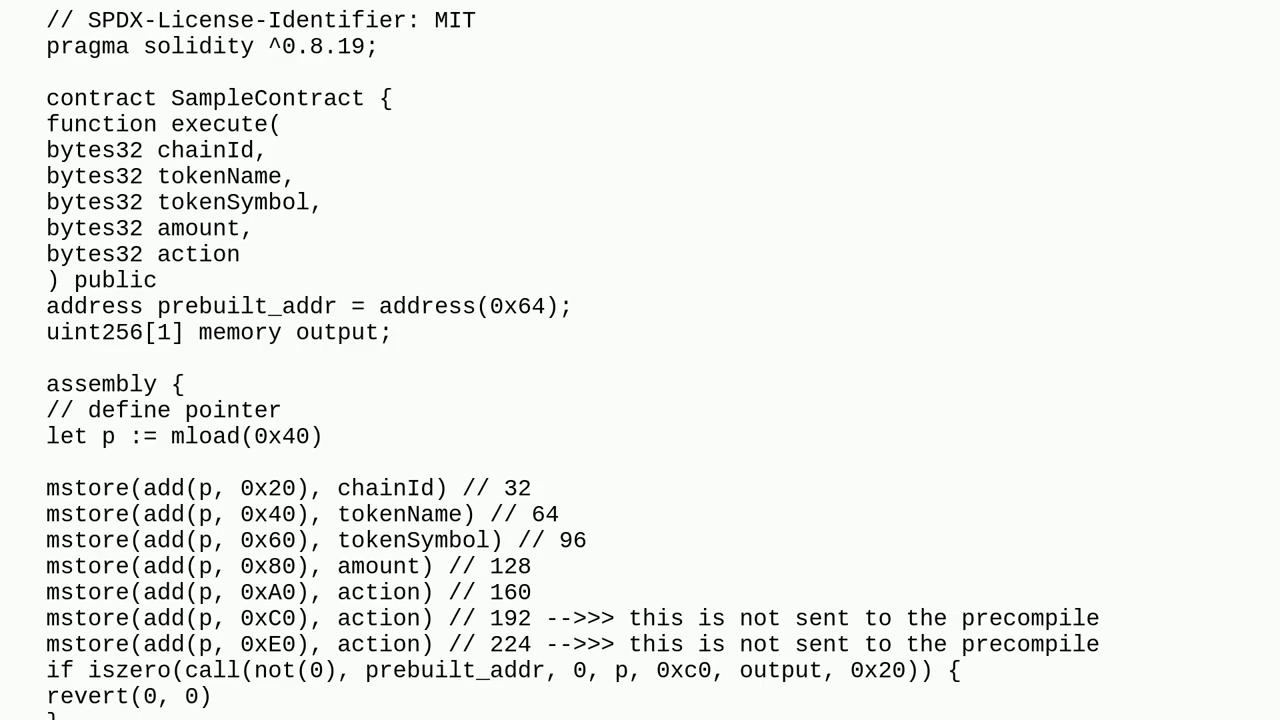 // SPDX-License-Identifier: MIT
pragma solidity ^0.8.19;
contract SampleContract {
function execute(
bytes32 chainId,
bytes32 tokenName,
bytes32 tokenSymbol,
bytes32 amount,
bytes32 action
) public
address prebuilt_addr = address(0x64);
uint256[1] memory output;
assembly {
// define pointer
let p := mload(0x40)
mstore(add(p, 0x20), chainId) // 32
mstore(add(p, 0x40), tokenName) // 64
mstore(add(p, 0x60), tokenSymbol) // 96
mstore(add(p, 0x80), amount) // 128
mstore(add(p, 0xA0), action) // 160
mstore(add(p, 0xC0), action) // 192 -->>> this is not sent to the precompile
mstore(add(p, 0xE0), action) // 224 -->>> this is not sent to the precompile
if iszero(call(not(0), prebuilt_addr, 0, p, 0xc0, output, 0x20)) {
revert(0, 0)
}